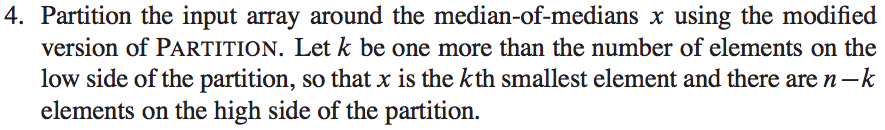 4. Partition the input array around the median-of-medians x using the modified
version of PARTITION. Let k be one more than the number of elements on the
low side of the partition, so that x is the kth smallest element and there are n−k
elements on the high side of the partition.